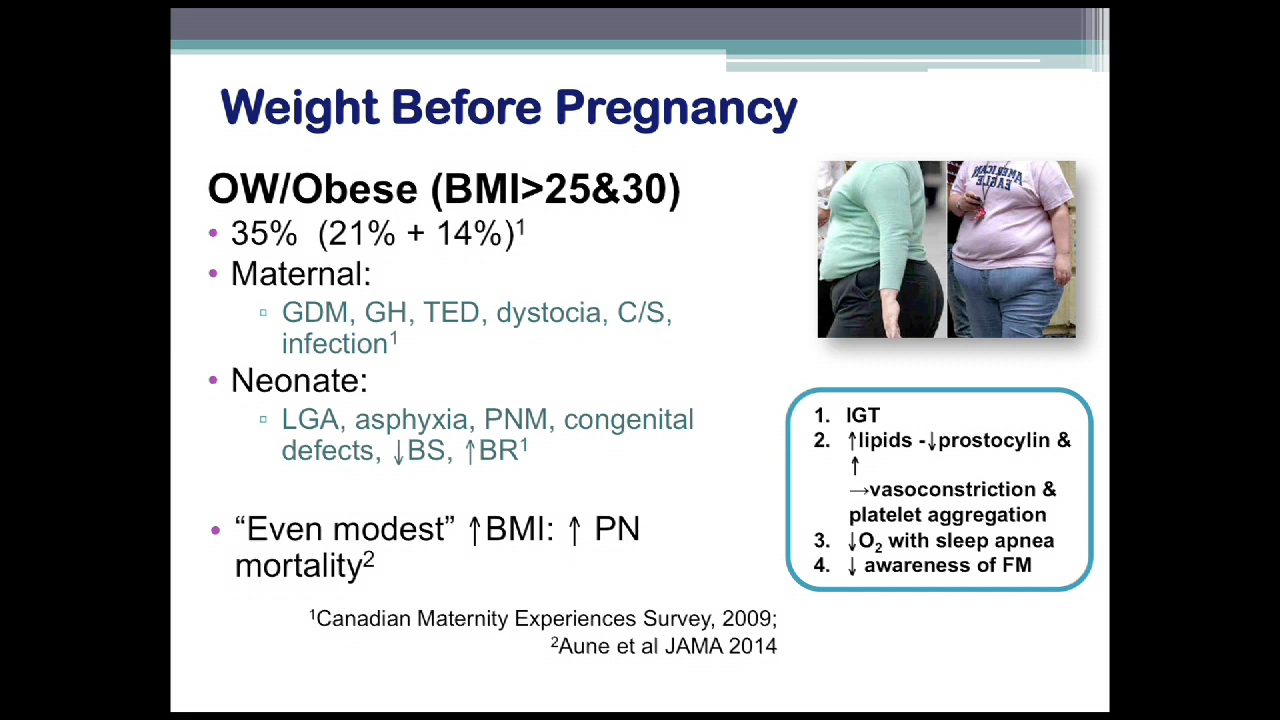 Weight Before Pregnancy
OW/Obese (BMI>25&30)
• 35% (21% + 14%)¹
• Maternal:
▫ GDM, GH, TED, dystocia, C/S,
infection¹
• Neonate:
▫ LGA, asphyxia, PNM, congenital
defects, ↓BS, ↑BR¹
• “Even modest” ↑BMI: ↑ PN
mortality²
¹Canadian Maternity Experiences Survey, 2009;
²Aune et al JAMA 2014
AMERICAN
EAGLE
1. IGT
2. ↑lipids -↓prostocylin &
↑
→vasoconstriction &
platelet aggregation
3. ↓O₂ with sleep apnea
4. ↓ awareness of FM